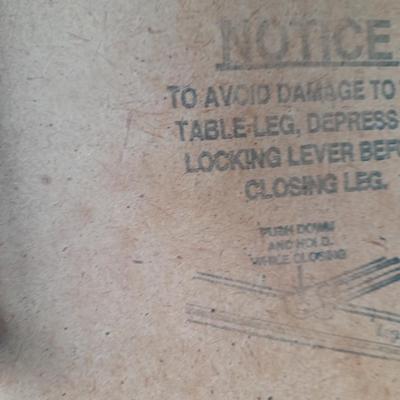 NOTICE
TO AVOID DAMAGE TO
TABLE LEG, DEPRESS
LOCKING LEVER BEF
CLOSING LEG.
PUSH DOWN
AND HOLD
WHILE CLOSING